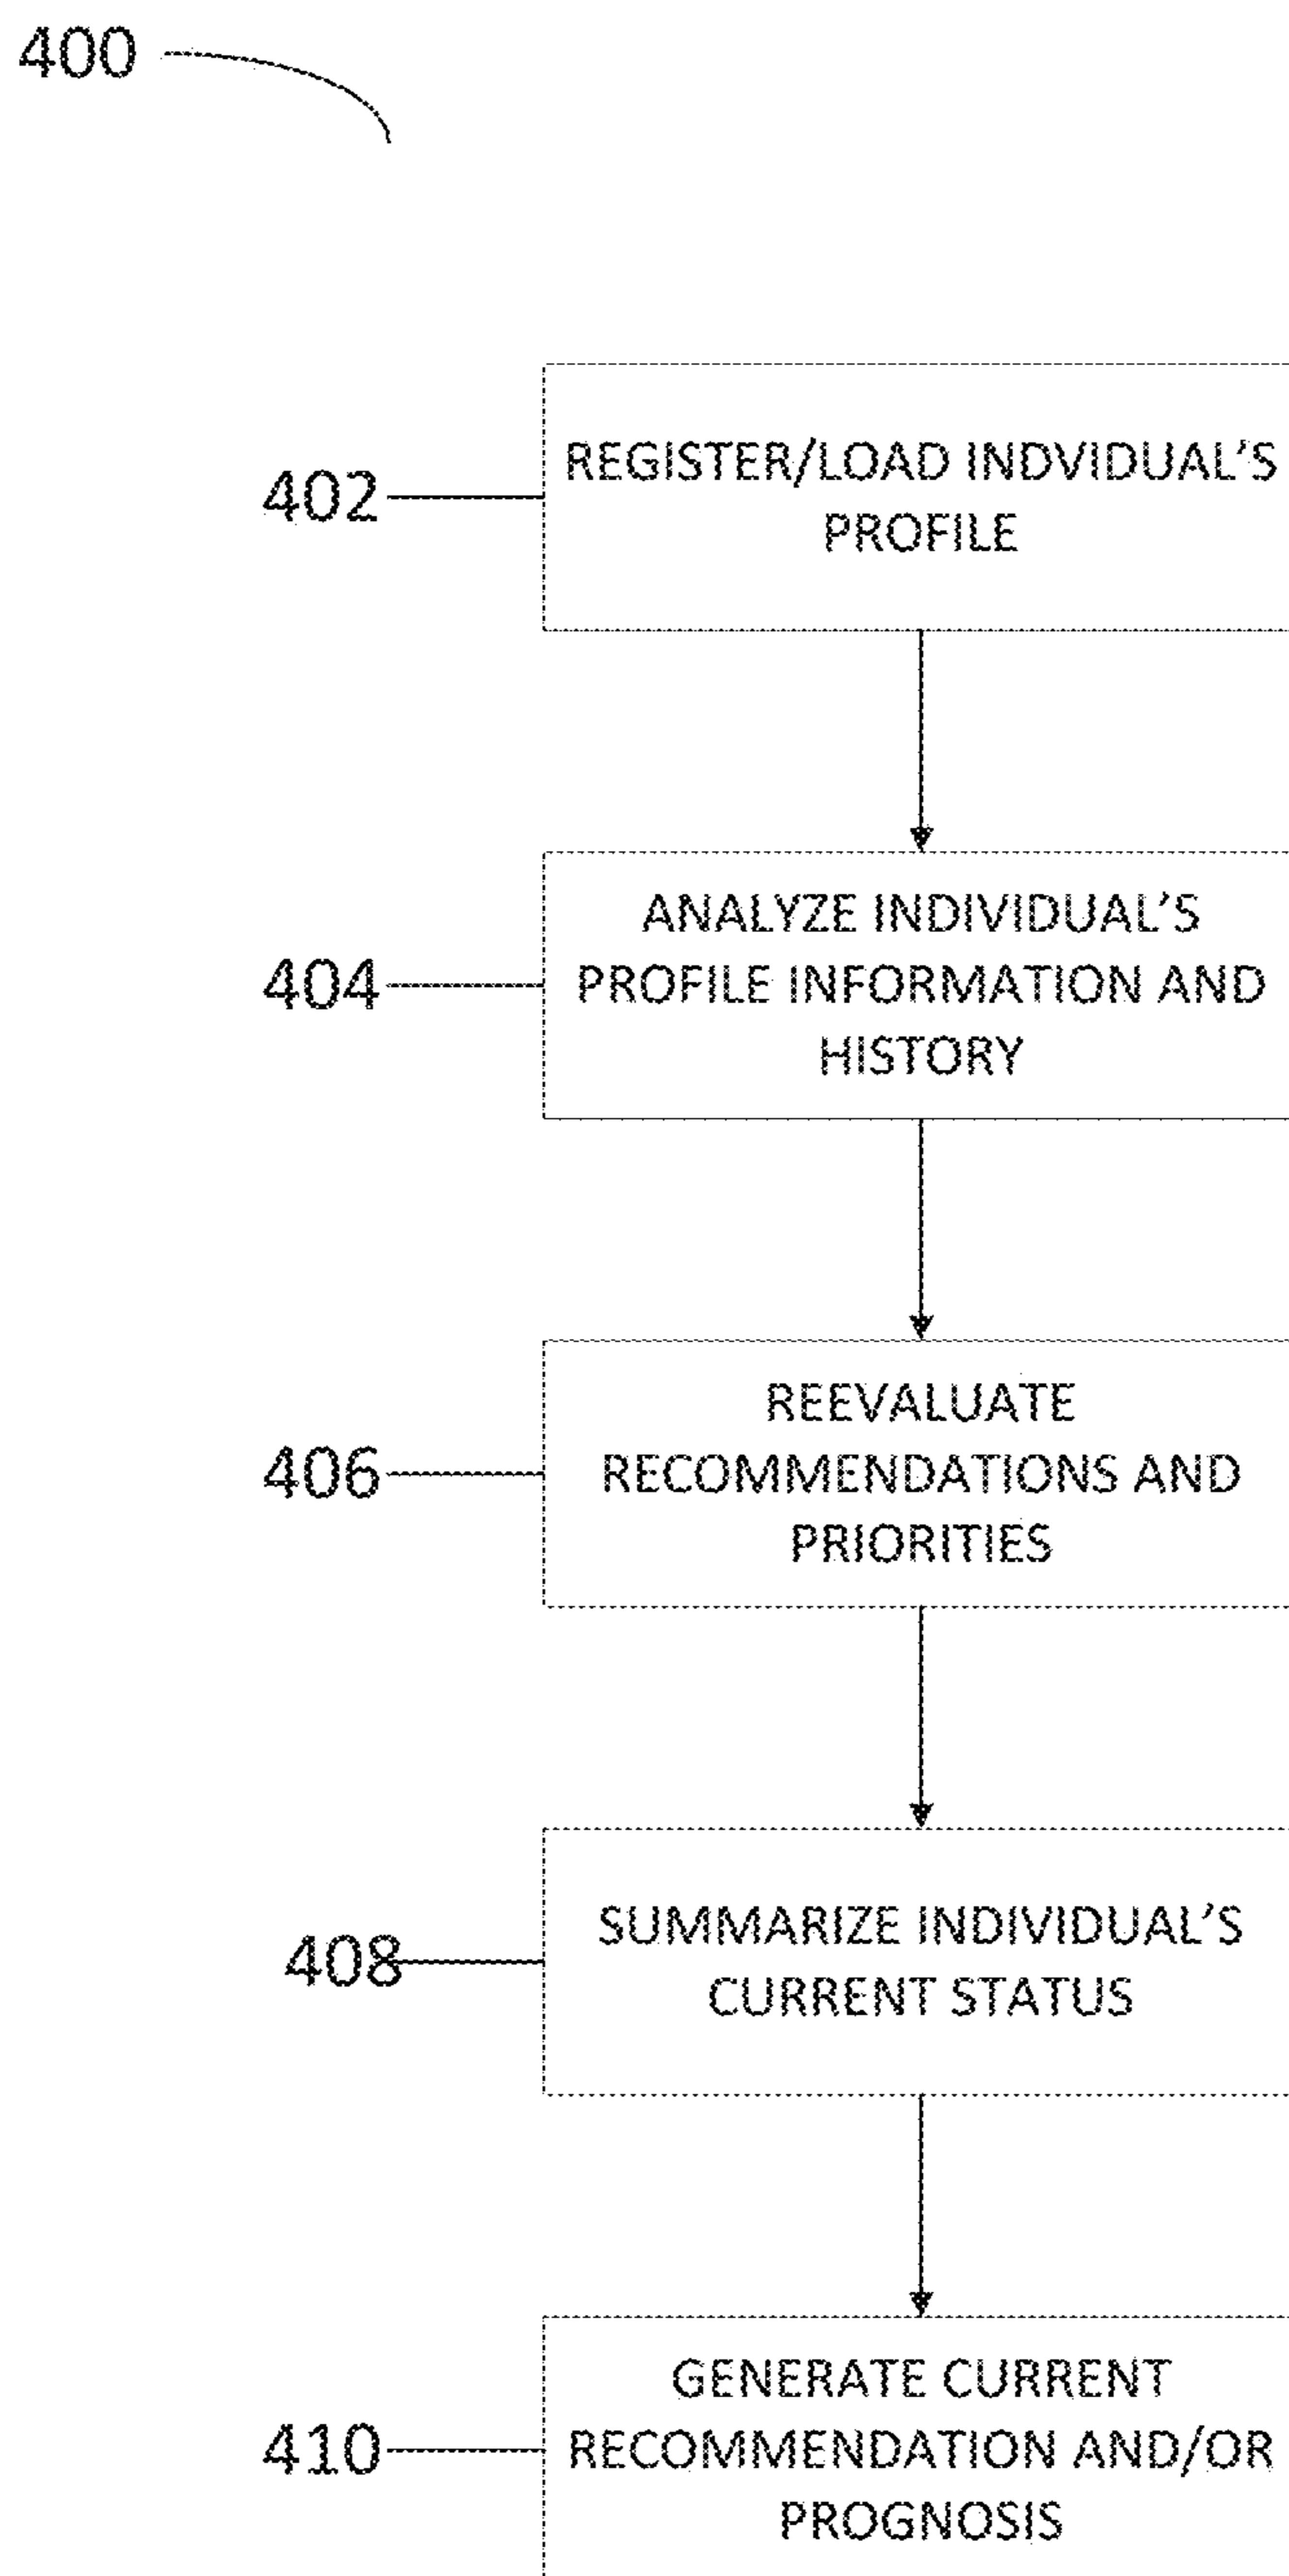 400
402
REGISTER/LOAD INDVIDUAL'S
PROFILE
404
ANALYZE INDIVIDUAL'S
PROFILE INFORMATION AND
HISTORY
406
REEVALUATE
RECOMMENDATIONS AND
PRIORITIES
408
SUMMARIZE INDIVIDUAL'S
CURRENT STATUS
410
GENERATE CURRENT
RECOMMENDATION AND/OR
PROGNOSIS